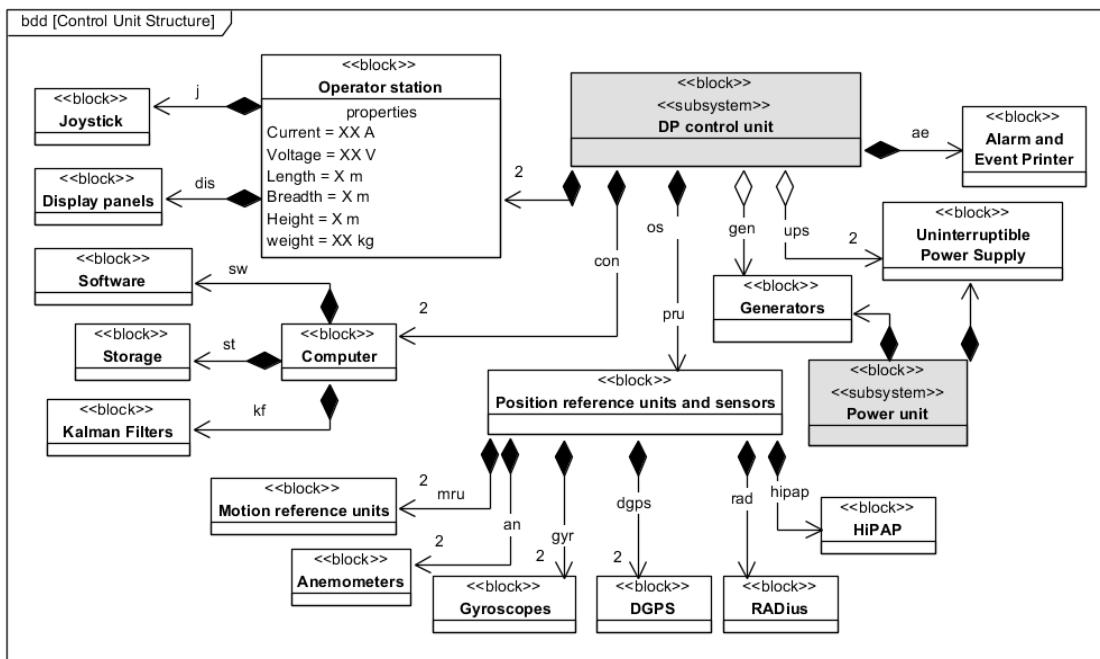 bdd [Control Unit Structure]
<<block>>
Operator station
properties
Current = XX A
Voltage = XX V
Length = X m
Breadth = X m
Height = X m
weight = XX kg
<<block>>
Joystick
j
<<block>>
Display panels
dis
<<block>>
<<subsystem>>
DP control unit
ae
<<block>>
Alarm and
Event Printer
2
os
con
gen
ups
2
<<block>>
Uninterruptible
Power Supply
<<block>>
Software
sw
<<block>>
Storage
st
<<block>>
Computer
2
pru
<<block>>
Generators
<<block>>
Kalman Filters
kf
<<block>>
Position reference units and sensors
<<block>>
<<subsystem>>
Power unit
<<block>>
Motion reference units
2
mru
an
gyr
dgps
rad
hipap
<<block>>
HiPAP
<<block>>
Anemometers
2
2
<<block>>
Gyroscopes
2
<<block>>
DGPS
<<block>>
RADius